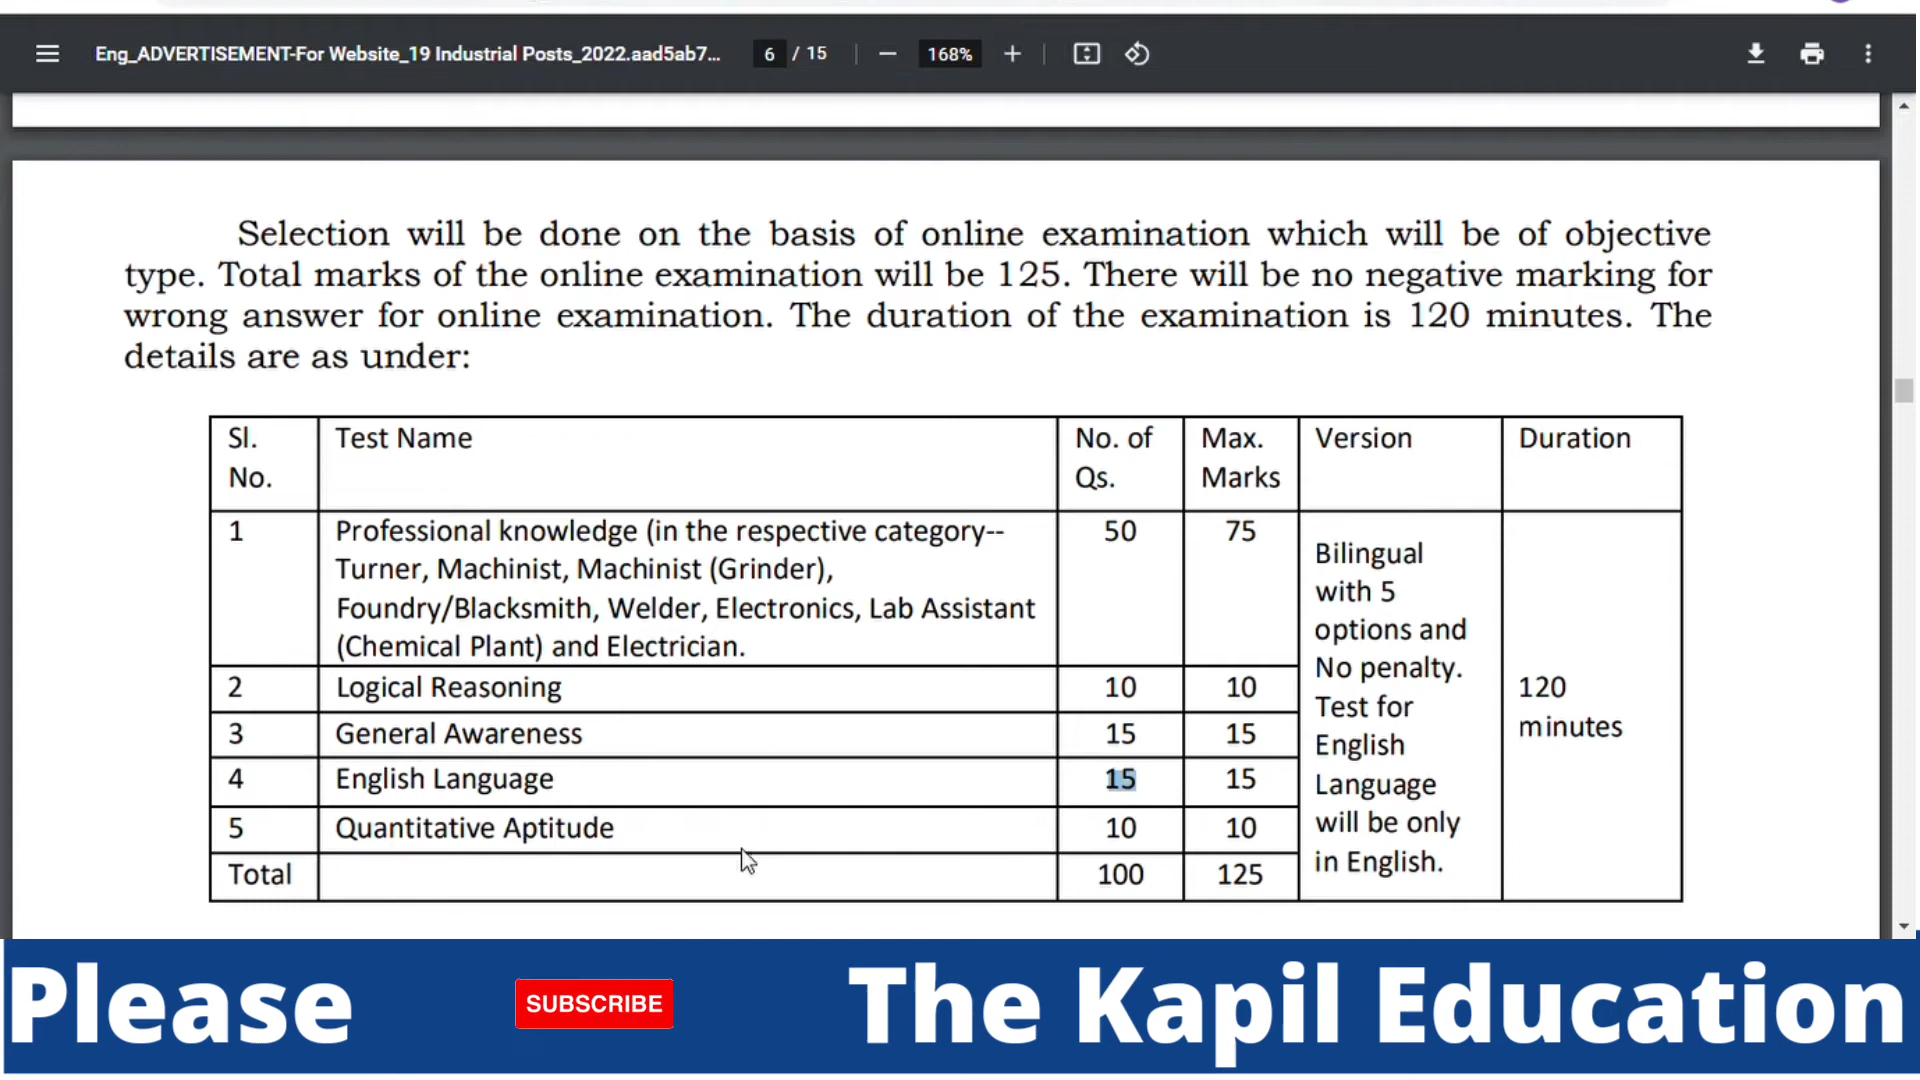 Eng_ADVERTISEMENT-For Website_19 Industrial Posts_2022.aad5ab7... 6 / 15 168%
Selection will be done on the basis of online examination which will be of objective
type. Total marks of the online examination will be 125. There will be no negative marking for
wrong answer for online examination. The duration of the examination is 120 minutes. The
details are as under:
Sl. No. Test Name No. of Qs. Max. Marks Version Duration
1 Professional knowledge (in the respective category--
Turner, Machinist, Machinist (Grinder),
Foundry/Blacksmith, Welder, Electronics, Lab Assistant
(Chemical Plant) and Electrician.
50 75
2 Logical Reasoning 10 10
3 General Awareness 15 15
4 English Language 15 15
5 Quantitative Aptitude 10 10
Total 100 125
Bilingual
with 5
options and
No penalty.
Test for
English
Language
will be only
in English.
120
minutes
Please SUBSCRIBE The Kapil Education